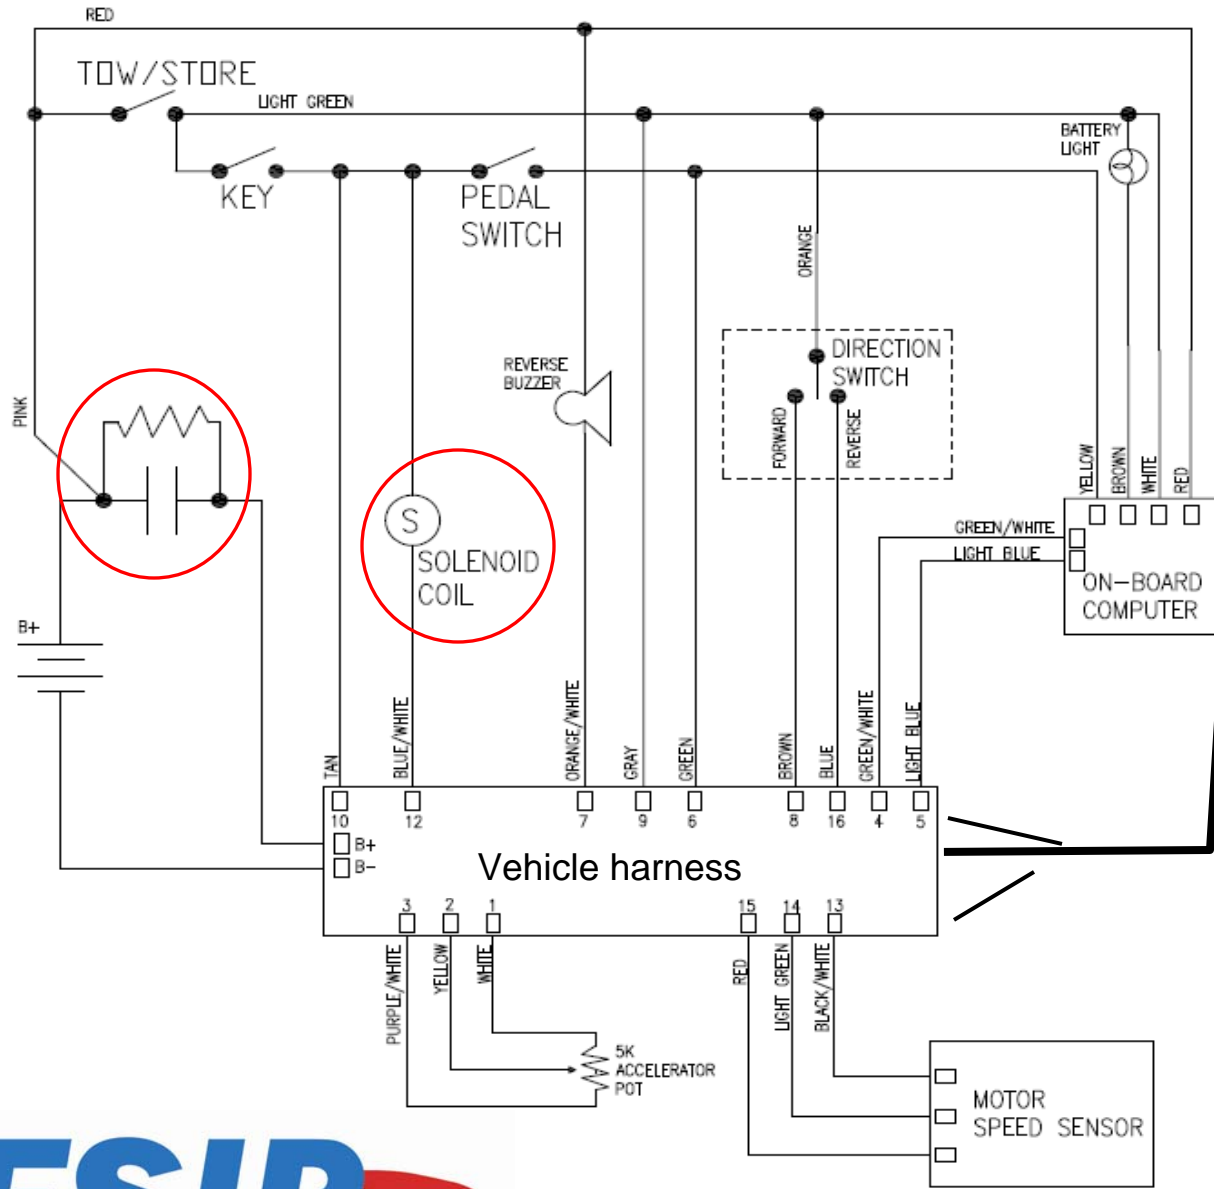 RED
TOW/STORE
LIGHT GREEN
BATTERY
LIGHT
KEY
PEDAL
SWITCH
ORANGE
DIRECTION
SWITCH
REVERSE
BUZZER
PINK
FORWARD
REVERSE
YELLOW
BROWN
WHITE
RED
S
SOLENOID
COIL
GREEN/WHITE
LIGHT BLUE
ON-BOARD
COMPUTER
B+
TAN
BLUE/WHITE
ORANGE/WHITE
GRAY
GREEN
BROWN
BLUE
GREEN/WHITE
LIGHT BLUE
10
12
7
9
6
8
16
4
5
B+
B-
Vehicle harness
3
2
1
15
14
13
PURPLE/WHITE
YELLOW
WHITE
RED
LIGHT GREEN
BLACK/WHITE
5K
ACCELERATOR
POT
MOTOR
SPEED SENSOR